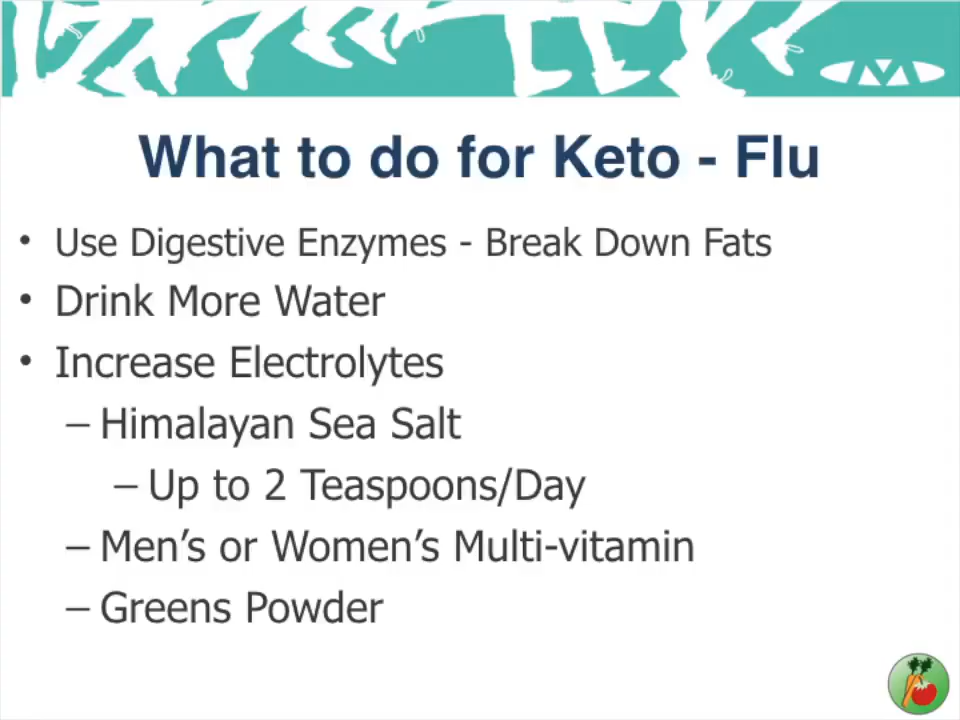 What to do for Keto - Flu
• Use Digestive Enzymes - Break Down Fats
• Drink More Water
• Increase Electrolytes
– Himalayan Sea Salt
– Up to 2 Teaspoons/Day
– Men’s or Women’s Multi-vitamin
– Greens Powder